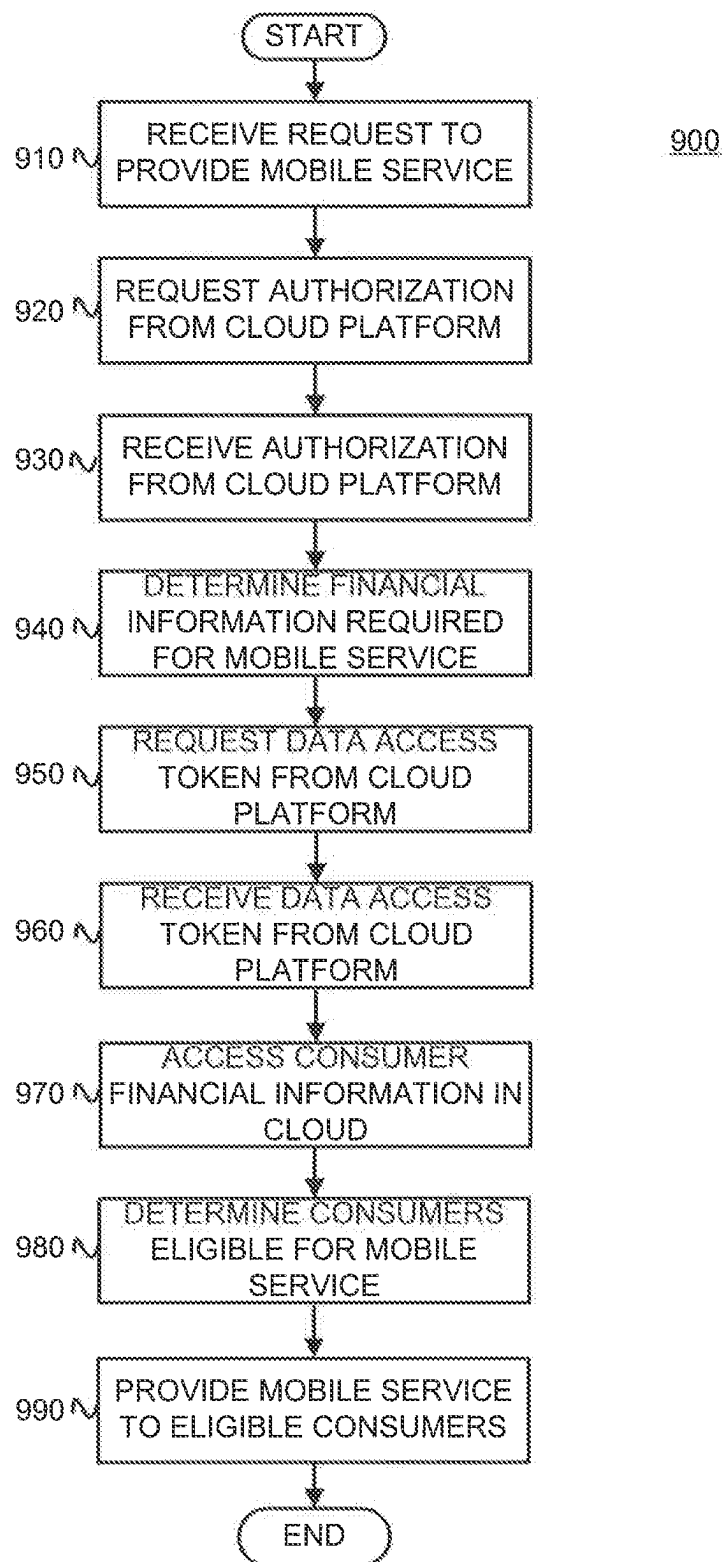 START
900
910
RECEIVE REQUEST TO
PROVIDE MOBILE SERVICE
920
REQUEST AUTHORIZATION
FROM CLOUD PLATFORM
930
RECEIVE AUTHORIZATION
FROM CLOUD PLATFORM
940
DETERMINE FINANCIAL
INFORMATION REQUIRED
FOR MOBILE SERVICE
950
REQUEST DATA ACCESS
TOKEN FROM CLOUD
PLATFORM
960
RECEIVE DATA ACCESS
TOKEN FROM CLOUD
PLATFORM
970
ACCESS CONSUMER
FINANCIAL INFORMATION IN
CLOUD
980
DETERMINE CONSUMERS
ELIGIBLE FOR MOBILE
SERVICE
990
PROVIDE MOBILE SERVICE
TO ELIGIBLE CONSUMERS
END